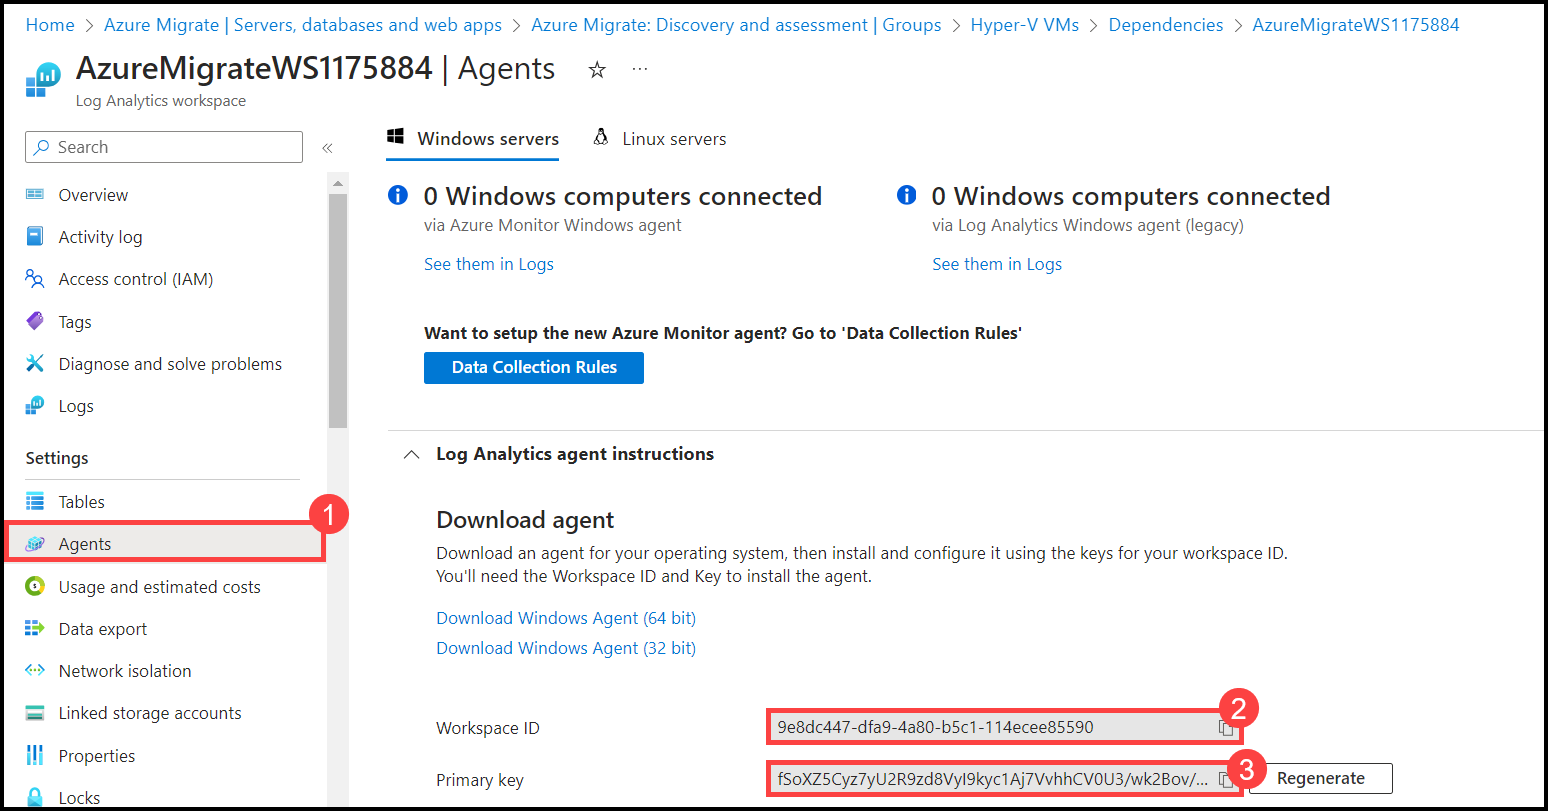 Home > Azure Migrate | Servers, databases and web apps > Azure Migrate: Discovery and assessment | Groups > Hyper-V VMs > Dependencies > AzureMigrateWS1175884
AzureMigrateWS1175884 | Agents
Log Analytics workspace
Search
Overview
Activity log
Access control (IAM)
Tags
Diagnose and solve problems
Logs
Settings
Tables
Agents
1
Usage and estimated costs
Data export
Network isolation
Linked storage accounts
Properties
Locks
Windows servers
Linux servers
0 Windows computers connected
via Azure Monitor Windows agent
See them in Logs
0 Windows computers connected
via Log Analytics Windows agent (legacy)
See them in Logs
Want to setup the new Azure Monitor agent? Go to 'Data Collection Rules'
Data Collection Rules
Log Analytics agent instructions
Download agent
Download an agent for your operating system, then install and configure it using the keys for your workspace ID.
You'll need the Workspace ID and Key to install the agent.
Download Windows Agent (64 bit)
Download Windows Agent (32 bit)
Workspace ID
9e8dc447-dfa9-4a80-b5c1-114ecee85590
2
Primary key
fSoXZ5Cyz7yU2R9zd8VyI9kyc1Aj7VvhhCV0U3/wk2Bov/...
3
Regenerate